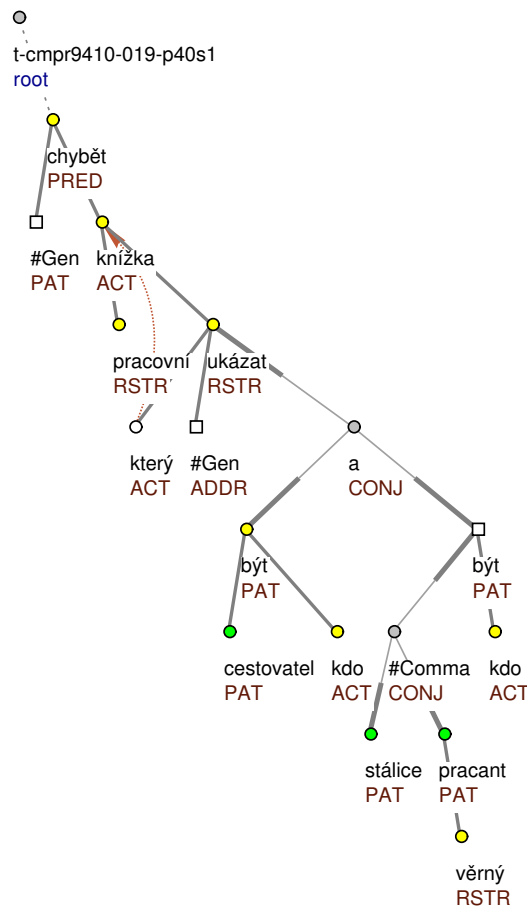 t-cmpr9410-019-p40s1
root
chybět
PRED
#Gen knížka
PAT ACT
pracovní ukázat
RSTR RSTR
který #Gen a
ACT ADDR CONJ
být být
PAT PAT
cestovatel kdo #Comma kdo
PAT ACT CONJ ACT
stálice pracant
PAT PAT
věrný
RSTR